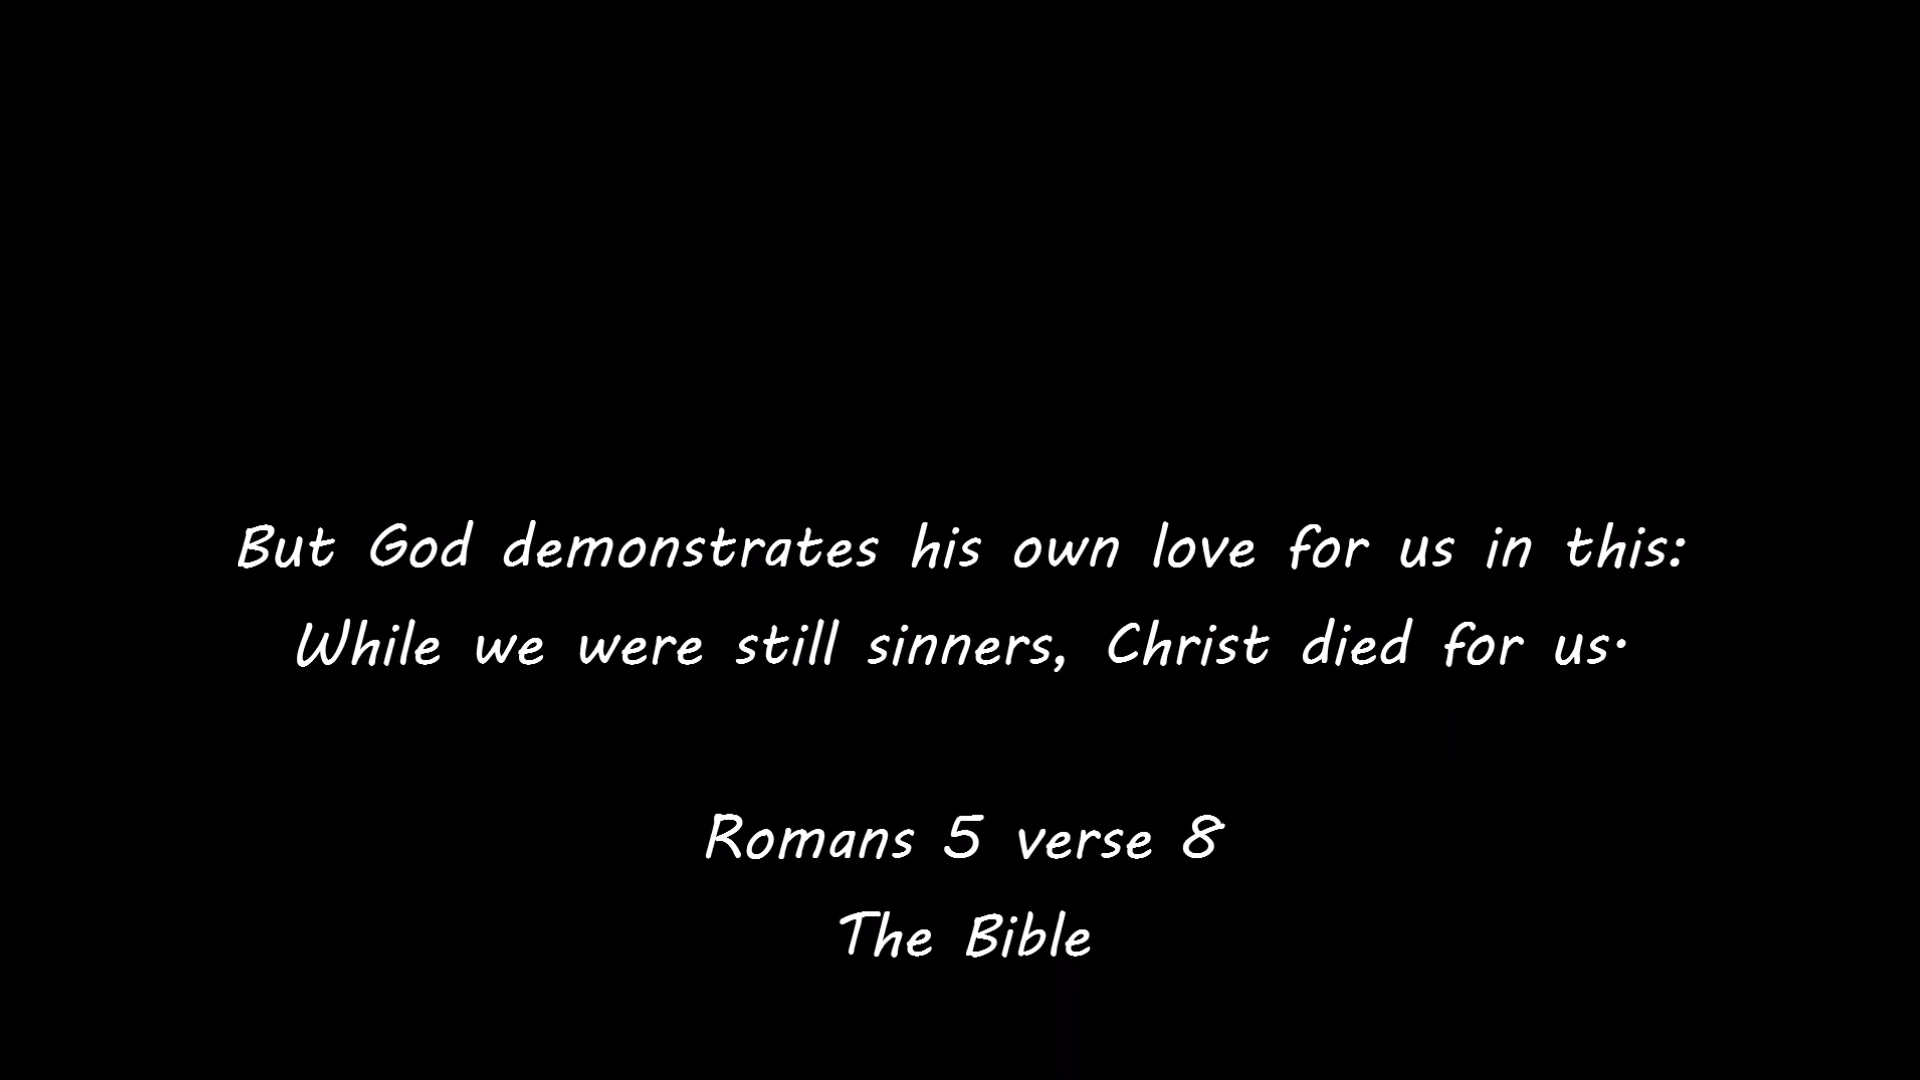 But God demonstrates his own love for us in this:
While we were still sinners, Christ died for us.
Romans 5 verse 8
The Bible